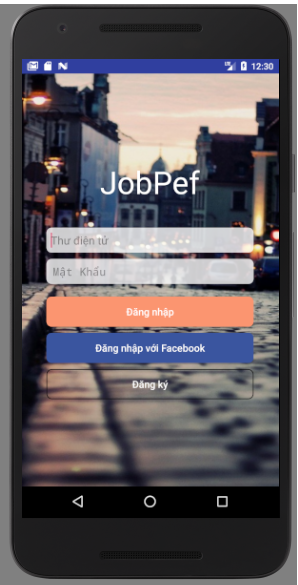 12:30
JobPef
Thư điện tử
Mật Khẩu
Đăng nhập
Đăng nhập với Facebook
Đăng ký